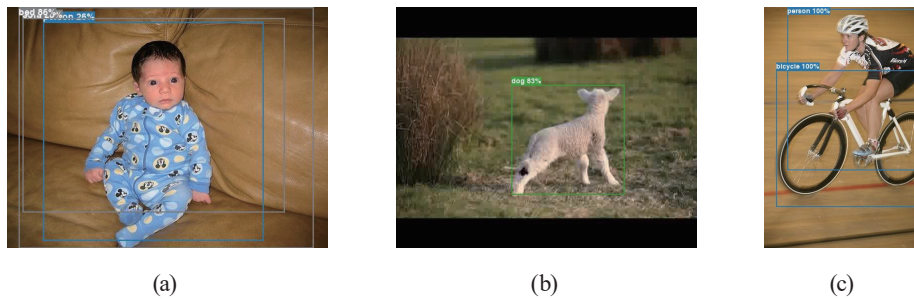 bed 86%
person 26%
dog 83%
person 100%
bicycle 100%
(a)
(b)
(c)